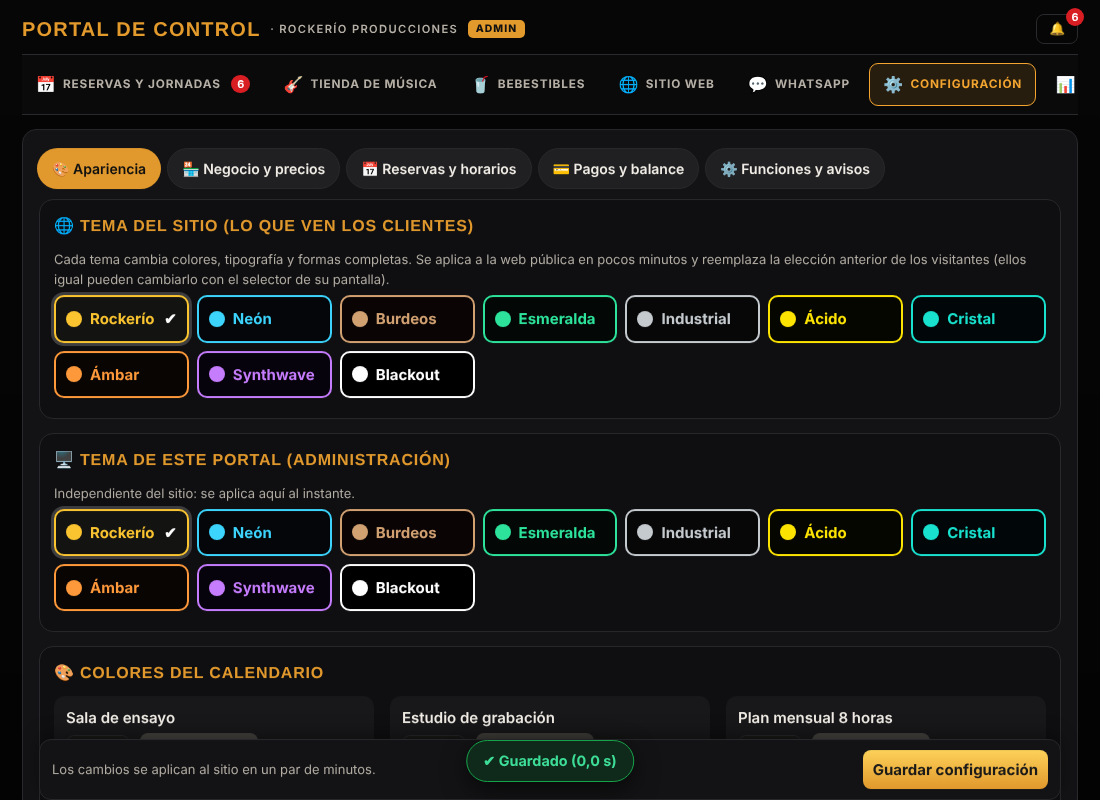 PORTAL DE CONTROL · ROCKERÍO PRODUCCIONES ADMIN
6
RESERVAS Y JORNADAS 6 TIENDA DE MÚSICA BEBESTIBLES SITIO WEB WHATSAPP CONFIGURACIÓN
Apariencia Negocio y precios Reservas y horarios Pagos y balance Funciones y avisos
TEMA DEL SITIO (LO QUE VEN LOS CLIENTES)
Cada tema cambia colores, tipografía y formas completas. Se aplica a la web pública en pocos minutos y reemplaza la elección anterior de los visitantes (ellos
igual pueden cambiarlo con el selector de su pantalla).
Rockerío ✔ Neón Burdeos Esmeralda Industrial Ácido Cristal
Ámbar Synthwave Blackout
TEMA DE ESTE PORTAL (ADMINISTRACIÓN)
Independiente del sitio: se aplica aquí al instante.
Rockerío ✔ Neón Burdeos Esmeralda Industrial Ácido Cristal
Ámbar Synthwave Blackout
COLORES DEL CALENDARIO
Sala de ensayo Estudio de grabación Plan mensual 8 horas
Los cambios se aplican al sitio en un par de minutos. ✔ Guardado (0,0 s) Guardar configuración